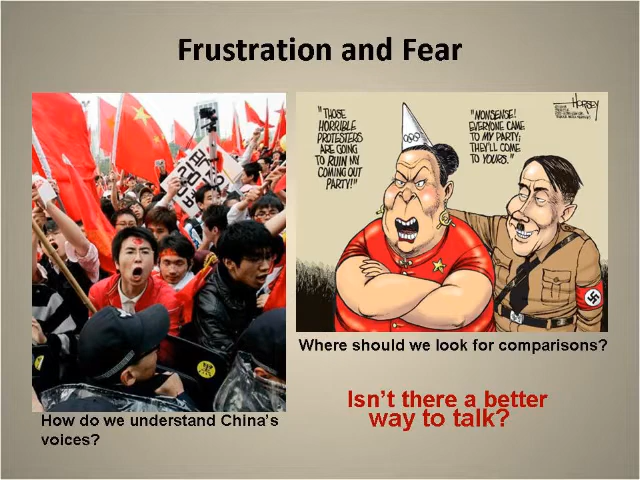 Frustration and Fear
"THOSE
HORRIBLE
PROTESTERS
ARE GOING
TO RUIN MY
COMING OUT
PARTY!"
"NONSENSE!
EVERYONE CAME
TO MY PARTY;
THEY'LL COME
TO YOURS."
HORSEY
Where should we look for comparisons?
Isn't there a better
way to talk?
How do we understand China's
voices?